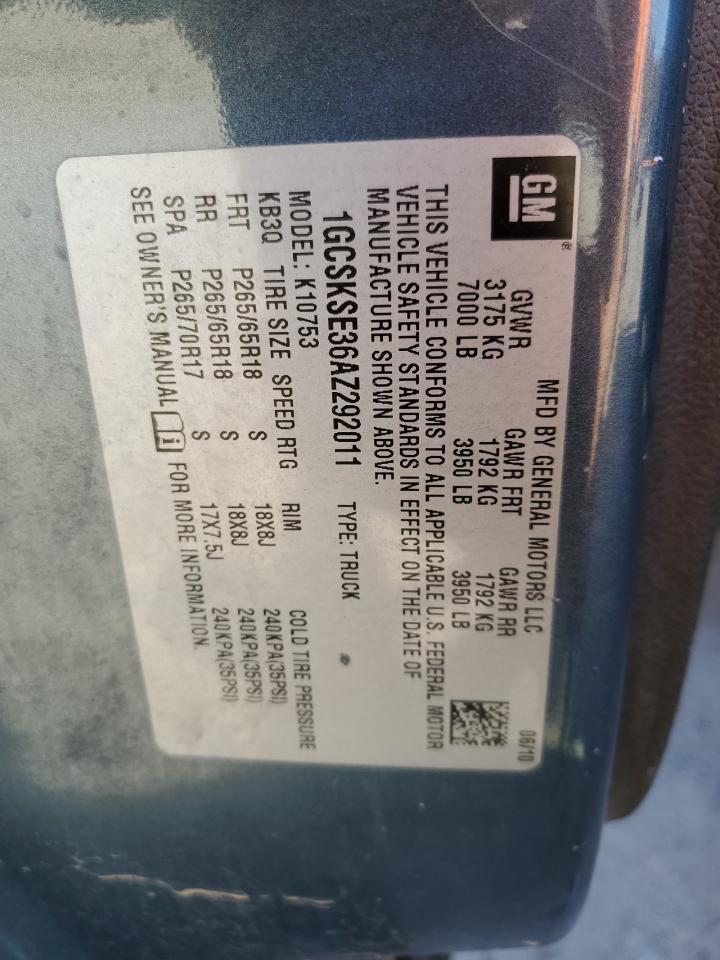 GM®
MFD BY GENERAL MOTORS LLC 06/10
GVWR GAWR FRT GAWR RR
3175 KG 1792 KG 1792 KG
7000 LB 3950 LB 3950 LB
THIS VEHICLE CONFORMS TO ALL APPLICABLE U.S. FEDERAL MOTOR
VEHICLE SAFETY STANDARDS IN EFFECT ON THE DATE OF
MANUFACTURE SHOWN ABOVE.
1GCSKSE36AZ292011 TYPE: TRUCK
MODEL: K10753
KB3Q TIRE SIZE SPEED RTG RIM COLD TIRE PRESSURE
FRT P265/65R18 S 18X8J 240KPA(35PSI)
RR P265/65R18 S 18X8J 240KPA(35PSI)
SPA P265/70R17 S 17X7.5J 240KPA(35PSI)
SEE OWNER'S MANUAL i FOR MORE INFORMATION.